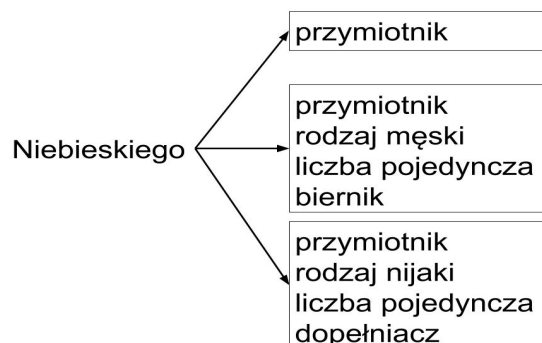 przymiotnik
Niebieskiego
przymiotnik
rodzaj męski
liczba pojedyncza
biernik
przymiotnik
rodzaj nijaki
liczba pojedyncza
dopełniacz